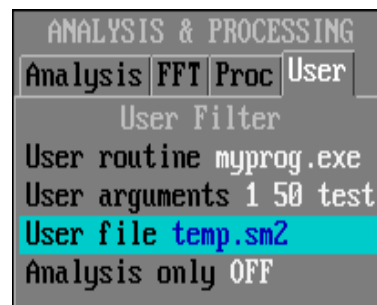 ANALYSIS & PROCESSING
Analysis FFT Proc User
User Filter
User routine myprog.exe
User arguments 1 50 test
User file temp.sm2
Analysis only OFF